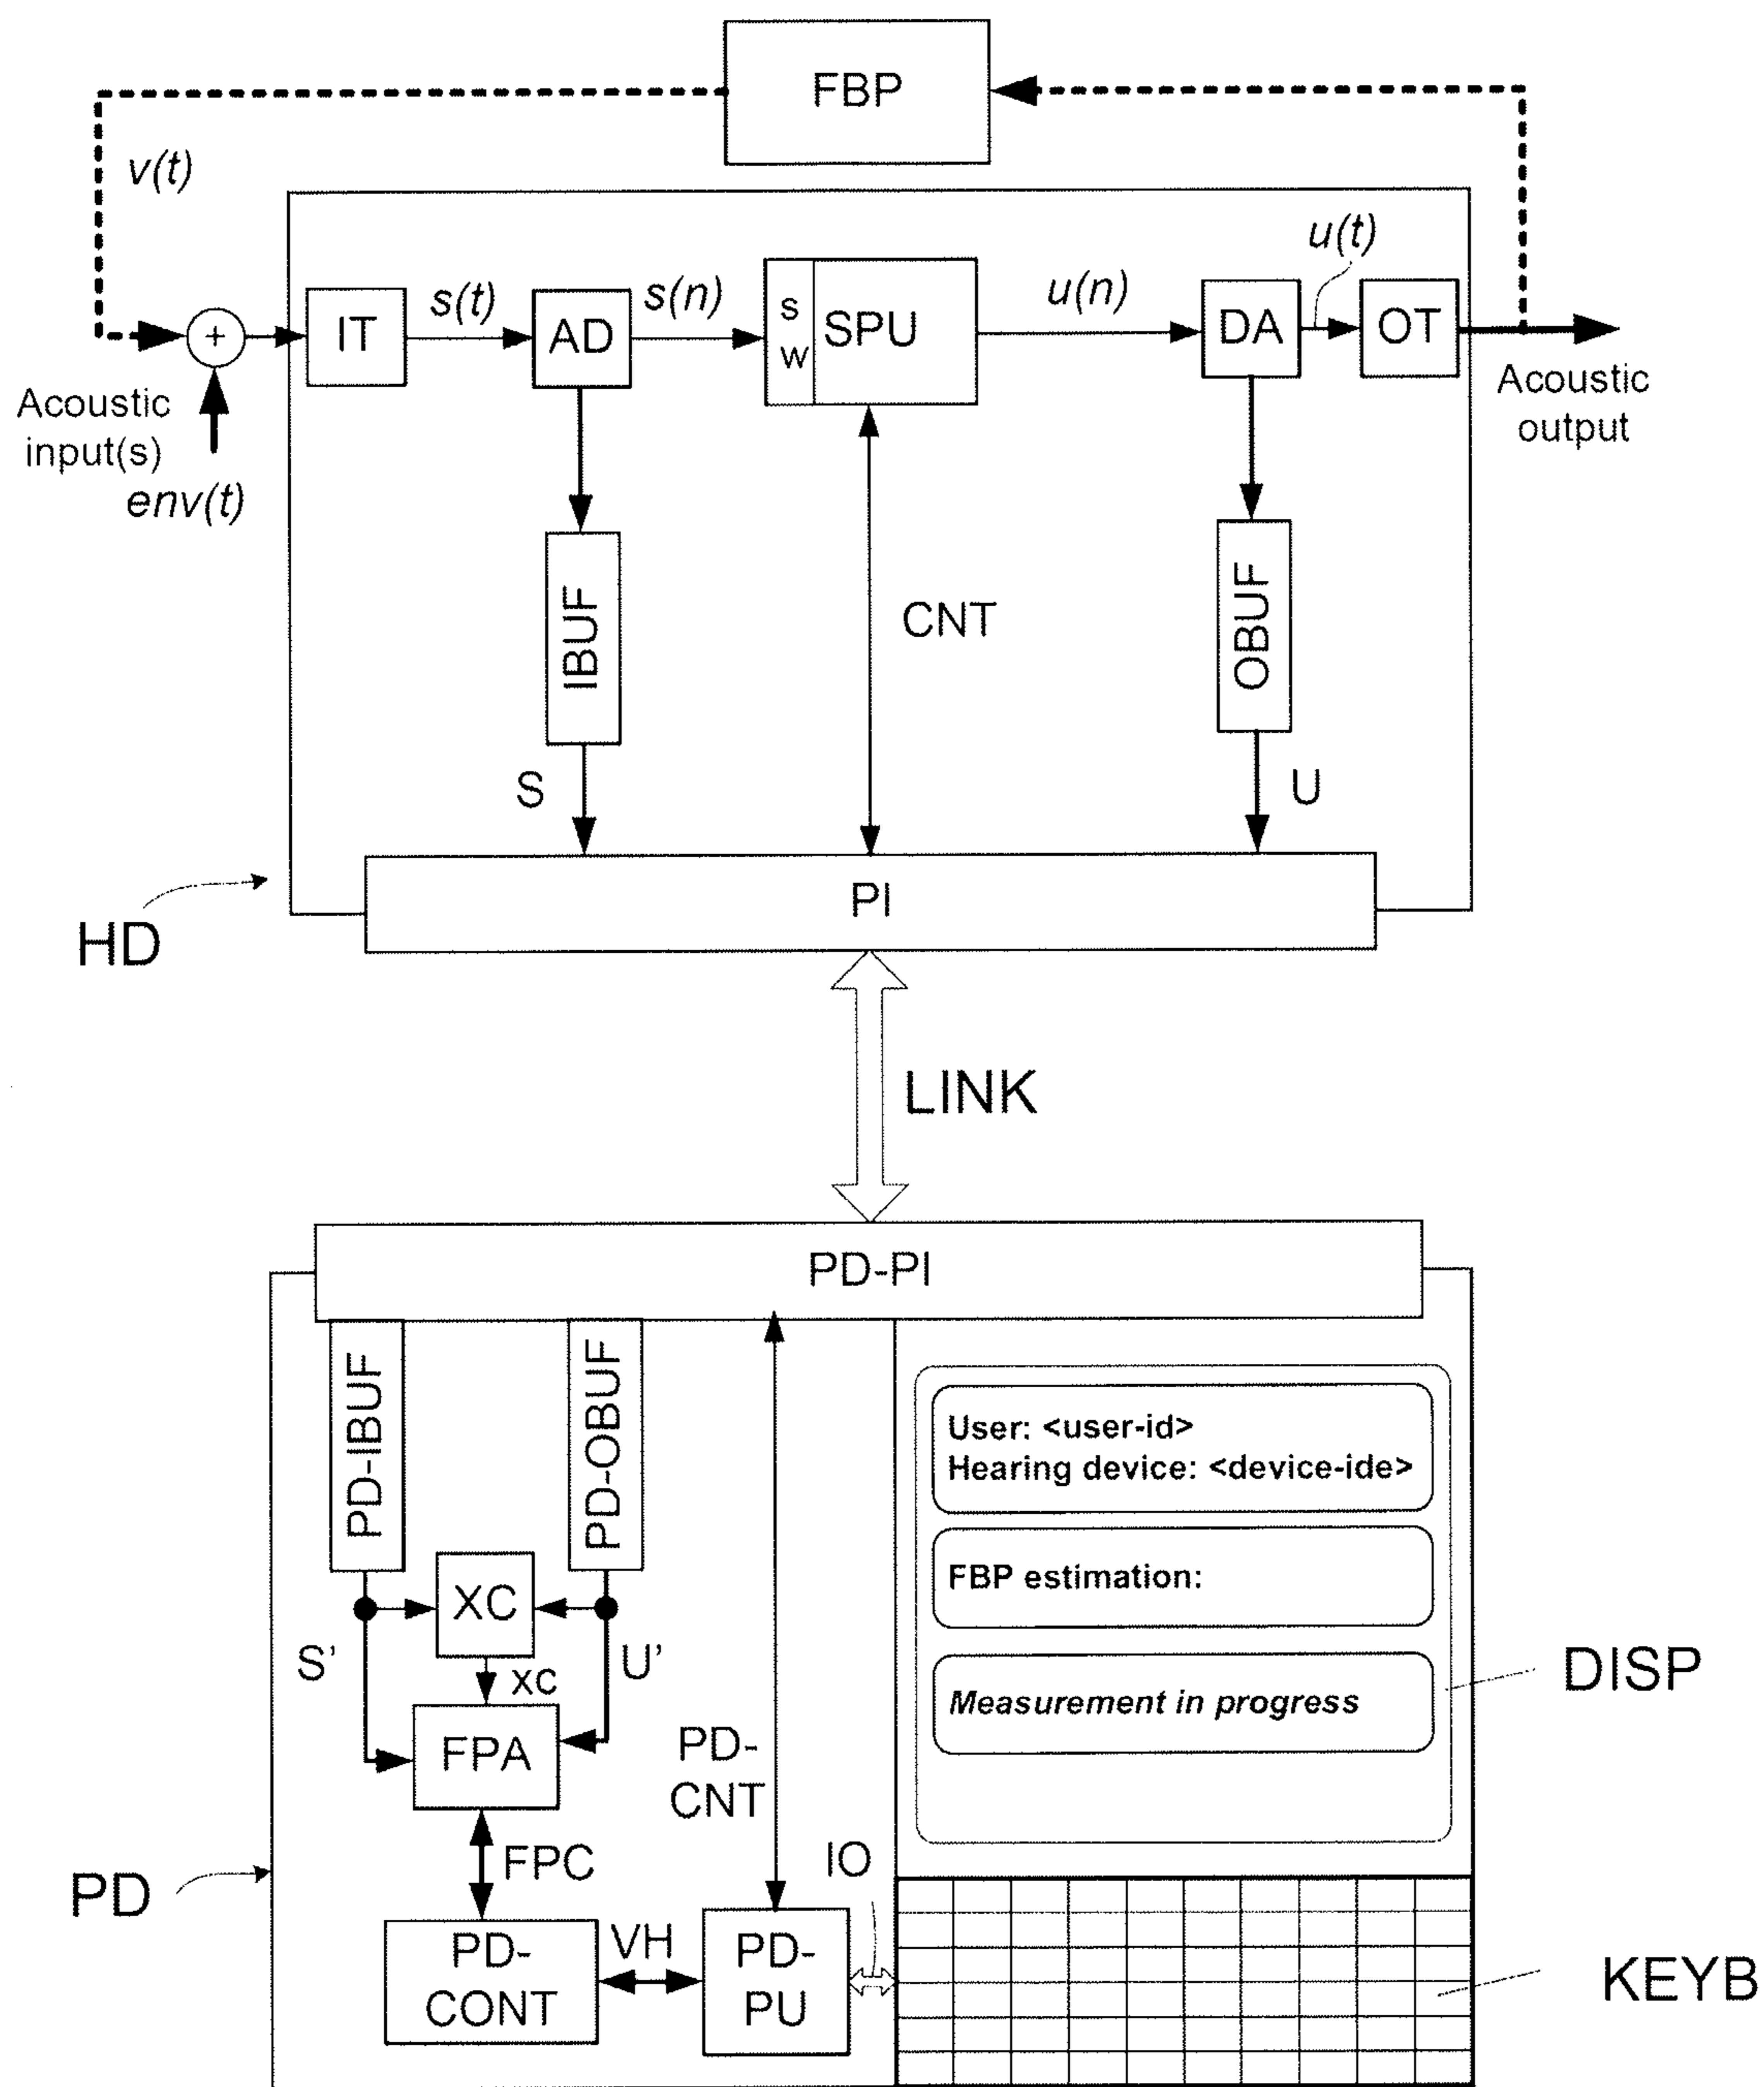 FBP
v(t)
u(t)
s(t)
s(n)
u(n)
+
IT
AD
s
w
SPU
DA
OT
Acoustic
input(s)
env(t)
Acoustic
output
IBUF
CNT
OBUF
S
U
PI
HD
LINK
PD-PI
PD-IBUF
PD-OBUF
User: <user-id>
Hearing device: <device-ide>
FBP estimation:
XC
S'
U'
xc
Measurement in progress
DISP
FPA
PD-
CNT
FPC
IO
PD
PD-
CONT
VH
PD-
PU
KEYB